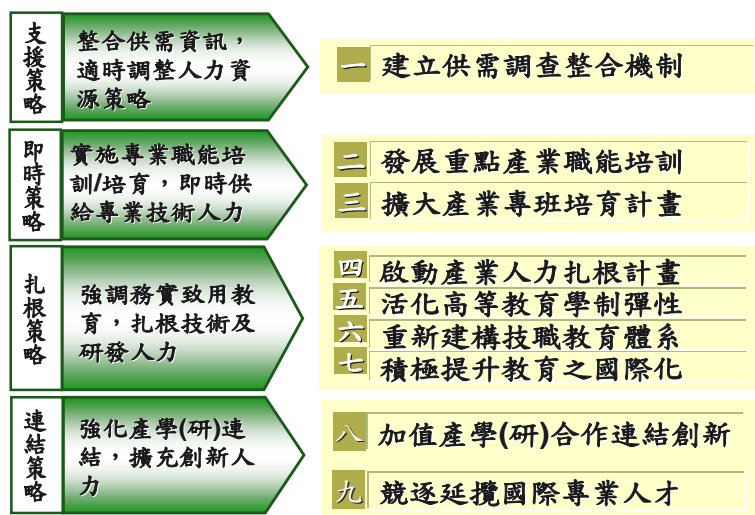 支援策略
整合供需資訊，
適時調整人力資
源策略
一 建立供需調查整合機制
即時策略
實施專業職能培
訓/培育，即時供
給專業技術人力
二 發展重點產業職能培訓
三 擴大產業專班培育計畫
扎根策略
強調務實致用教
育，扎根技術及
研發人力
四 啟動產業人力扎根計畫
五 活化高等教育學制彈性
六 重新建構技職教育體系
七 積極提升教育之國際化
連結策略
強化產學(研)連
結，擴充創新人
力
八 加值產學(研)合作連結創新
九 競逐延攬國際專業人才